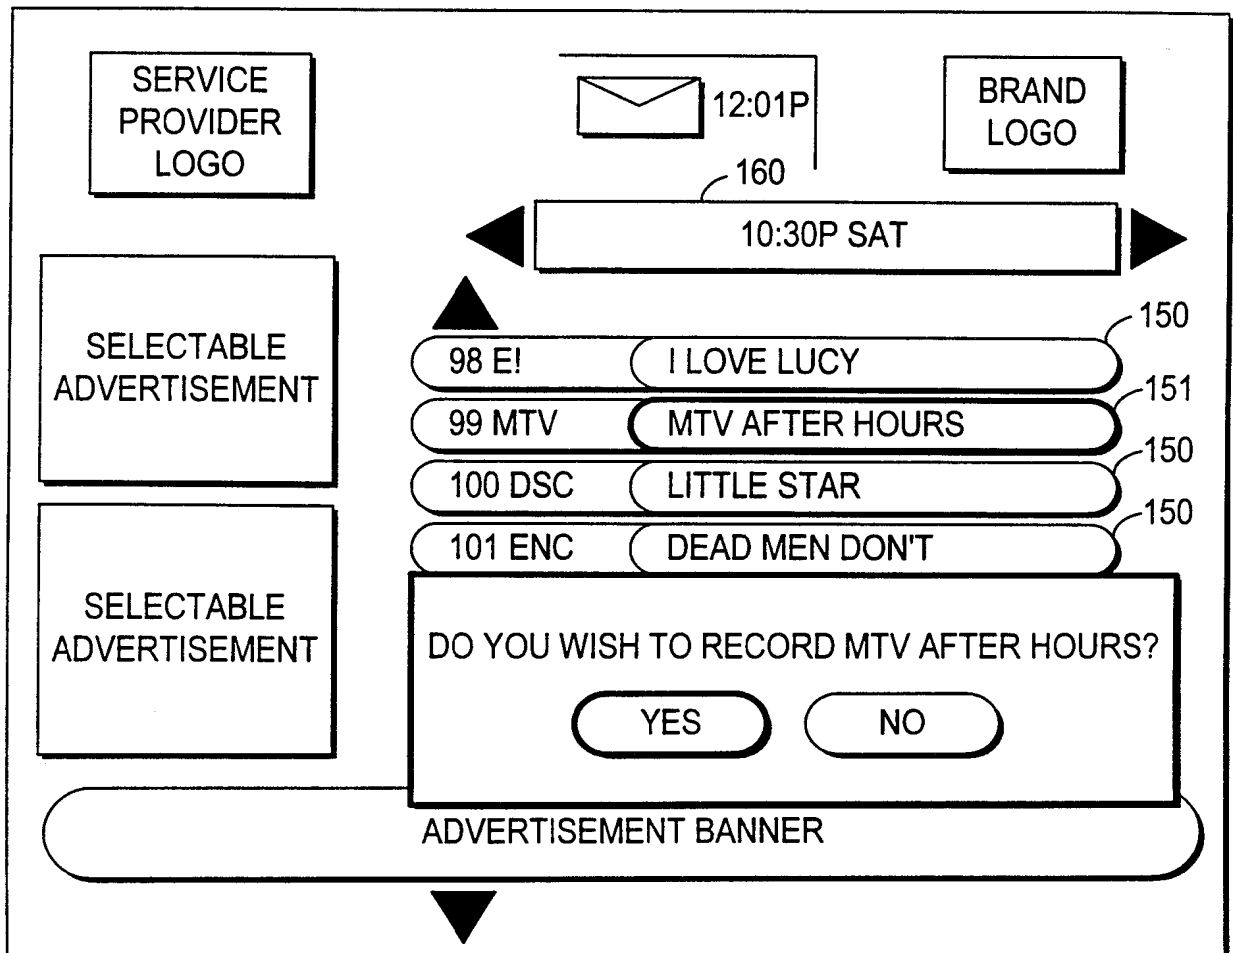 SERVICE
PROVIDER
LOGO
12:01P
BRAND
LOGO
160
10:30P SAT
SELECTABLE
ADVERTISEMENT
150
98 E! I LOVE LUCY
151
99 MTV MTV AFTER HOURS
150
100 DSC LITTLE STAR
150
101 ENC DEAD MEN DON'T
SELECTABLE
ADVERTISEMENT
DO YOU WISH TO RECORD MTV AFTER HOURS?
YES NO
ADVERTISEMENT BANNER